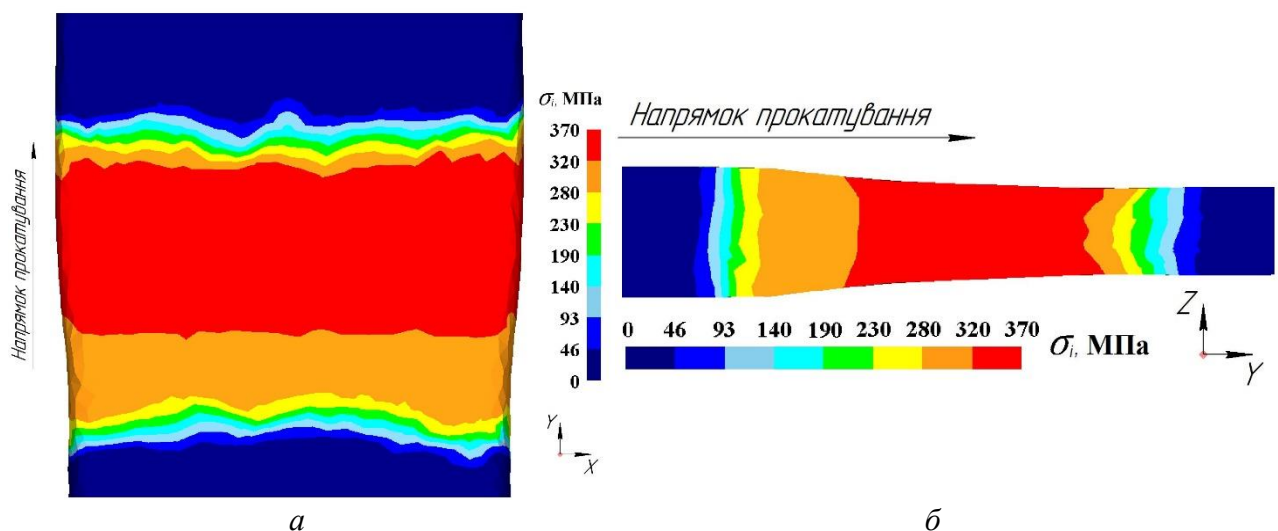 Напрямок прокатування
σi, МПа
370
320
280
230
190
140
93
46
0
Y
X
а
Напрямок прокатування
0 46 93 140 190 230 280 320 370
σi, МПа
Z
Y
б